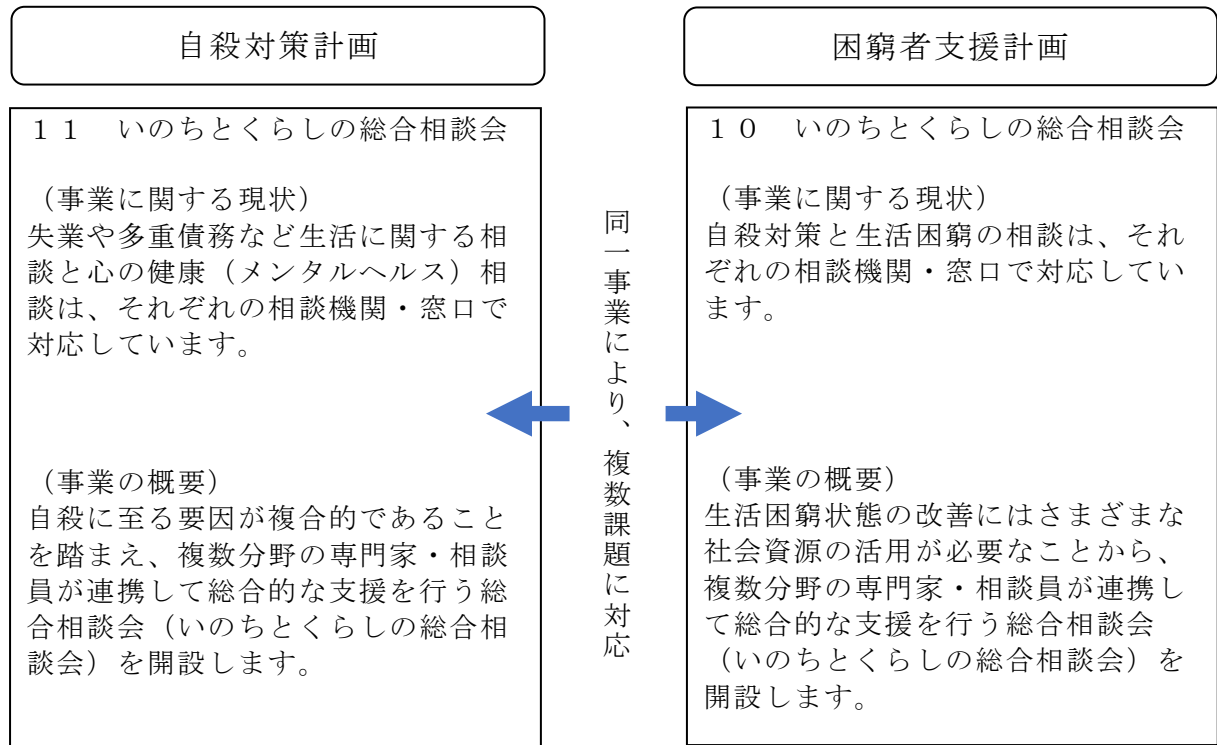 自殺対策計画
１１　いのちとくらしの総合相談会
（事業に関する現状）
失業や多重債務など生活に関する相
談と心の健康（メンタルヘルス）相
談は、それぞれの相談機関・窓口で
対応しています。
（事業の概要）
自殺に至る要因が複合的であること
を踏まえ、複数分野の専門家・相談
員が連携して総合的な支援を行う総
合相談会（いのちとくらしの総合相
談会）を開設します。
同一事業により、複数課題に対応
困窮者支援計画
１０　いのちとくらしの総合相談会
（事業に関する現状）
自殺対策と生活困窮の相談は、それ
ぞれの相談機関・窓口で対応してい
ます。
（事業の概要）
生活困窮状態の改善にはさまざまな
社会資源の活用が必要なことから、
複数分野の専門家・相談員が連携し
て総合的な支援を行う総合相談会
（いのちとくらしの総合相談会）を
開設します。